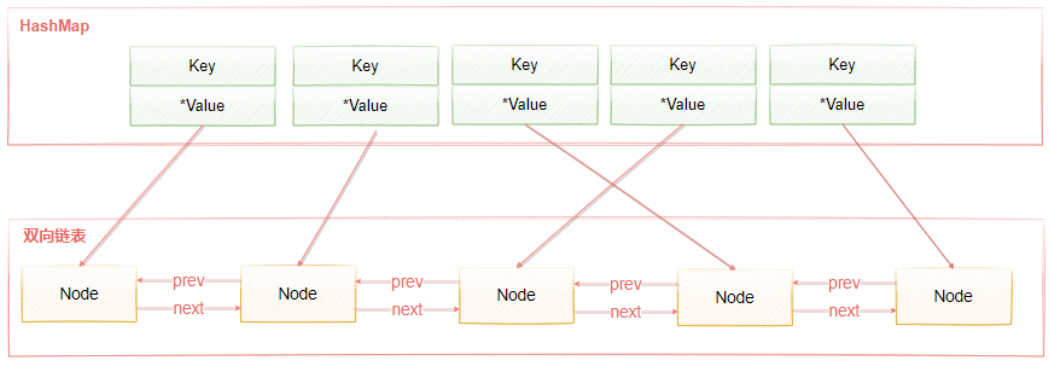 HashMap
Key Key Key Key Key
*Value *Value *Value *Value *Value
双向链表
prev prev prev prev
Node Node Node Node Node
next next next next